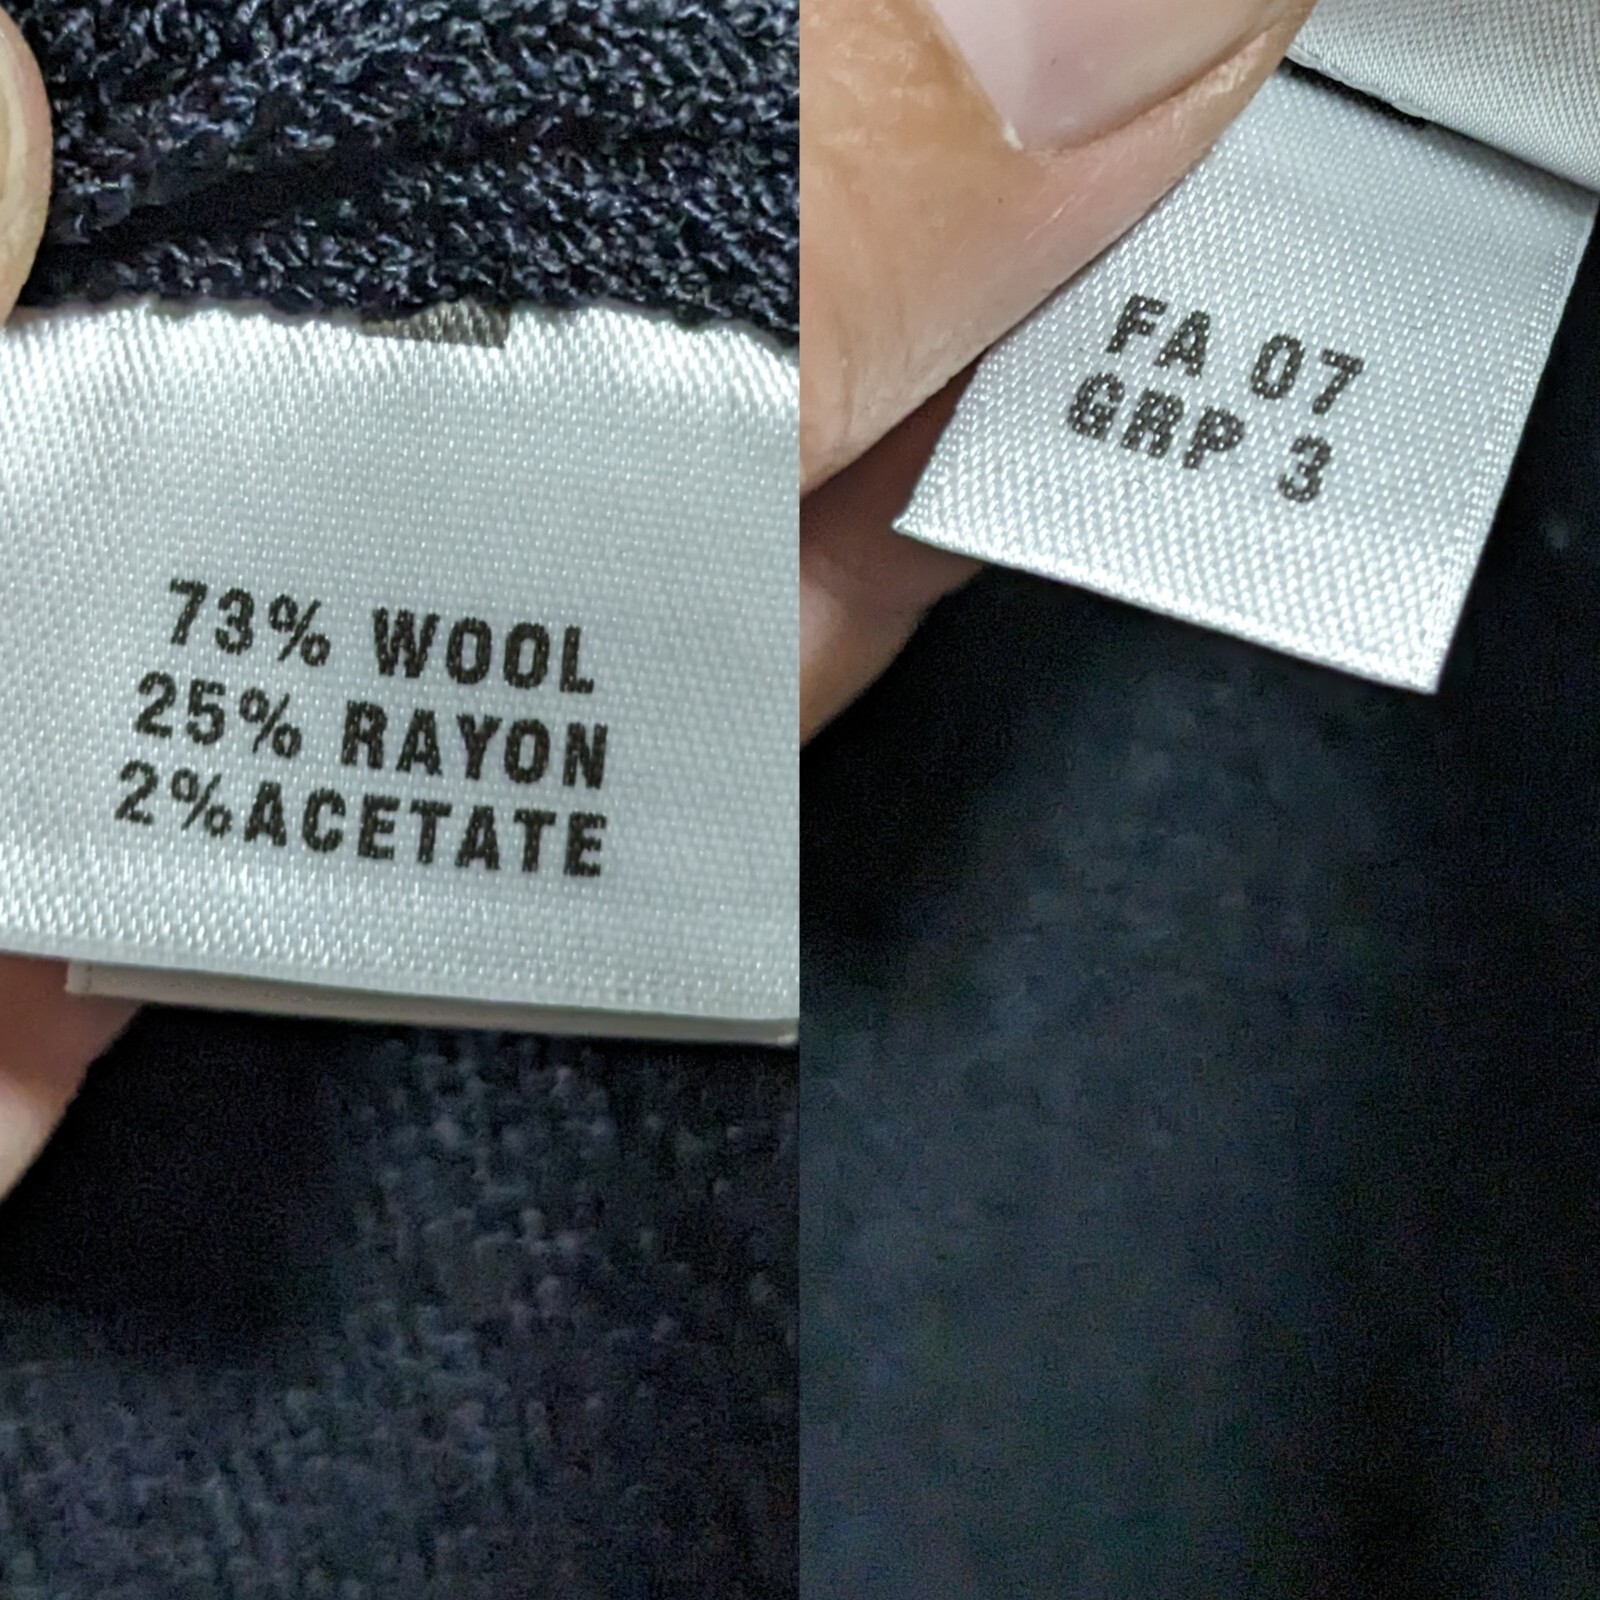 73% WOOL
25% RAYON
2%ACETATE
FA 07
GRP 3